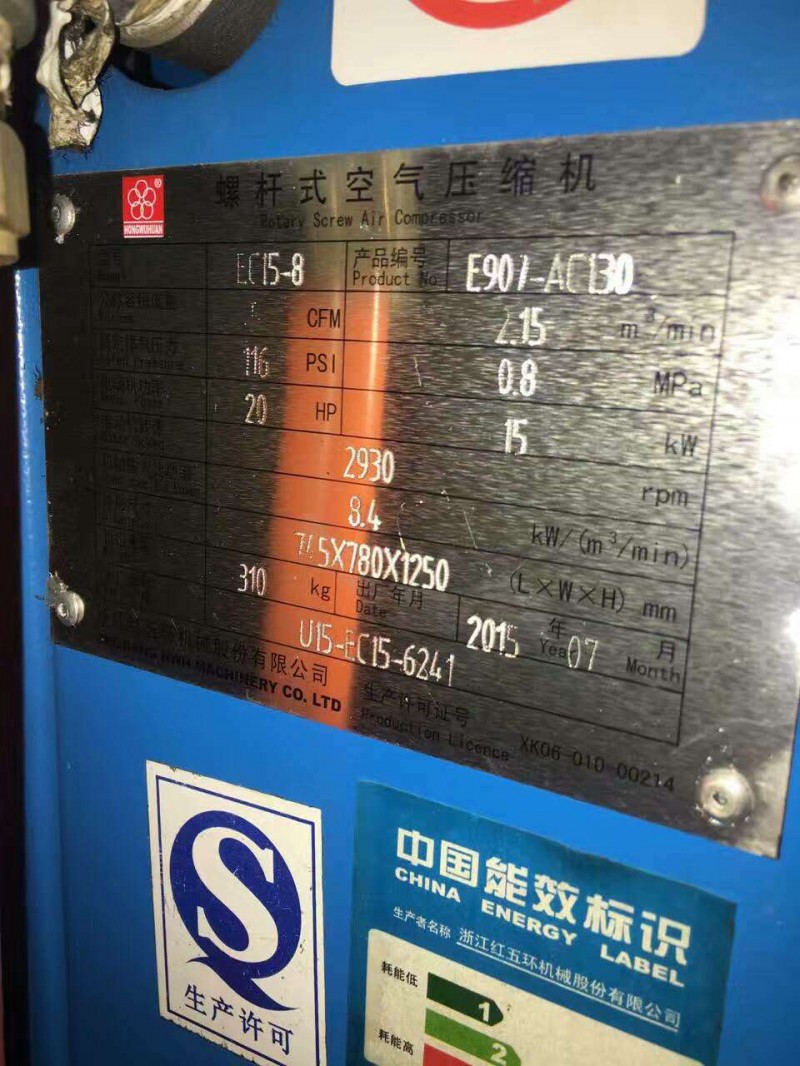 螺杆式空气压缩机
HONGWUHUAN ®
Rotary Screw Air Compressor
EC15-8 产品编号 Product No E907-AC130
CFM 2.15 m³/min
116 PSI 0.8 MPa
20 HP 15 kW
2930 rpm
8.4 kW/(m³/min)
5X780X1250 (L×W×H) mm
310 kg 出厂年月 Date 2015 年 Year 07 月 Month
U15-EC15-6241
机械股份有限公司
HWH MACHINERY CO. LTD
生产许可证号
Production Licence XK06-010-00214
生产许可
中国能效标识
CHINA ENERGY LABEL
生产者名称 浙江红五环机械股份有限公司
耗能低
1
2
耗能高